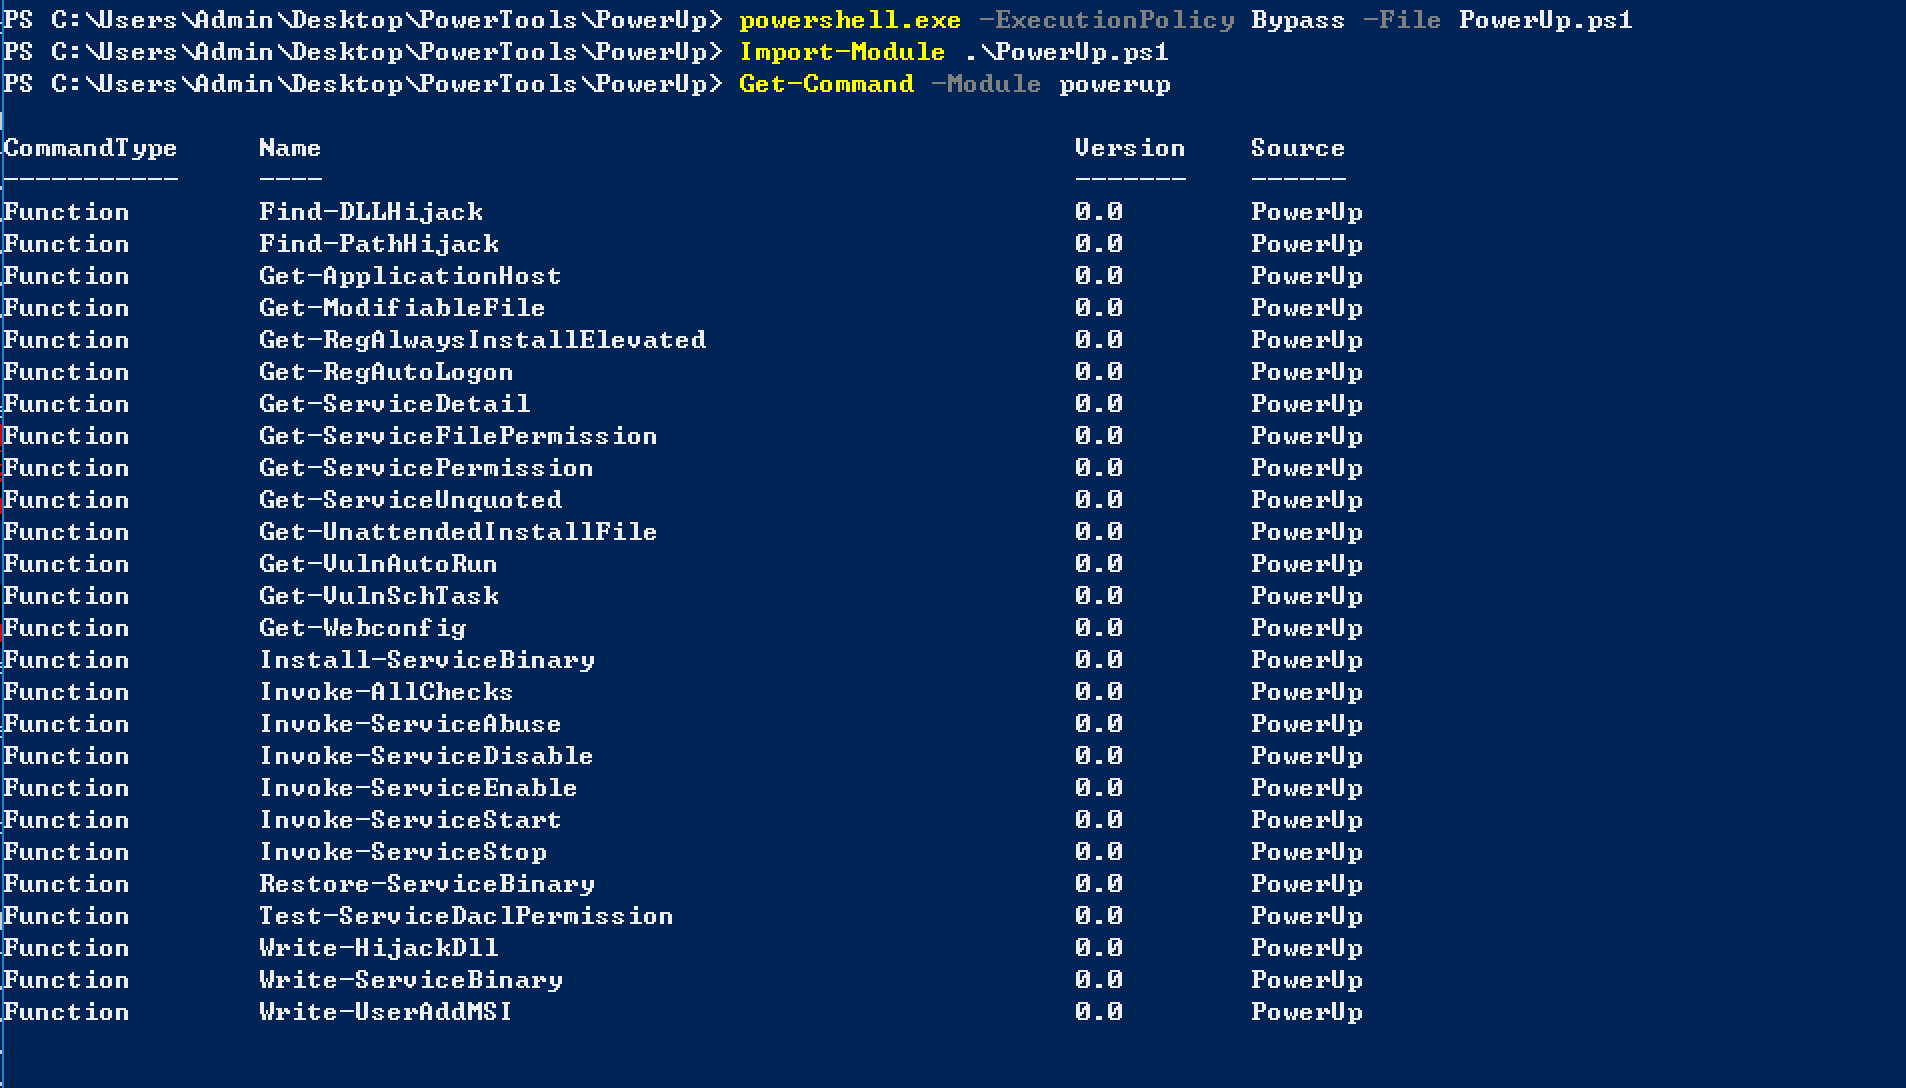 PS C:\Users\Admin\Desktop\PowerTools\PowerUp> powershell.exe -ExecutionPolicy Bypass -File PowerUp.ps1
PS C:\Users\Admin\Desktop\PowerTools\PowerUp> Import-Module .\PowerUp.ps1
PS C:\Users\Admin\Desktop\PowerTools\PowerUp> Get-Command -Module powerup
CommandType Name Version Source
----------- ---- ------- ------
Function Find-DLLHijack 0.0 PowerUp
Function Find-PathHijack 0.0 PowerUp
Function Get-ApplicationHost 0.0 PowerUp
Function Get-ModifiableFile 0.0 PowerUp
Function Get-RegAlwaysInstallElevated 0.0 PowerUp
Function Get-RegAutoLogon 0.0 PowerUp
Function Get-ServiceDetail 0.0 PowerUp
Function Get-ServiceFilePermission 0.0 PowerUp
Function Get-ServicePermission 0.0 PowerUp
Function Get-ServiceUnquoted 0.0 PowerUp
Function Get-UnattendedInstallFile 0.0 PowerUp
Function Get-VulnAutoRun 0.0 PowerUp
Function Get-VulnSchTask 0.0 PowerUp
Function Get-Webconfig 0.0 PowerUp
Function Install-ServiceBinary 0.0 PowerUp
Function Invoke-AllChecks 0.0 PowerUp
Function Invoke-ServiceAbuse 0.0 PowerUp
Function Invoke-ServiceDisable 0.0 PowerUp
Function Invoke-ServiceEnable 0.0 PowerUp
Function Invoke-ServiceStart 0.0 PowerUp
Function Invoke-ServiceStop 0.0 PowerUp
Function Restore-ServiceBinary 0.0 PowerUp
Function Test-ServiceDaclPermission 0.0 PowerUp
Function Write-HijackDll 0.0 PowerUp
Function Write-ServiceBinary 0.0 PowerUp
Function Write-UserAddMSI 0.0 PowerUp